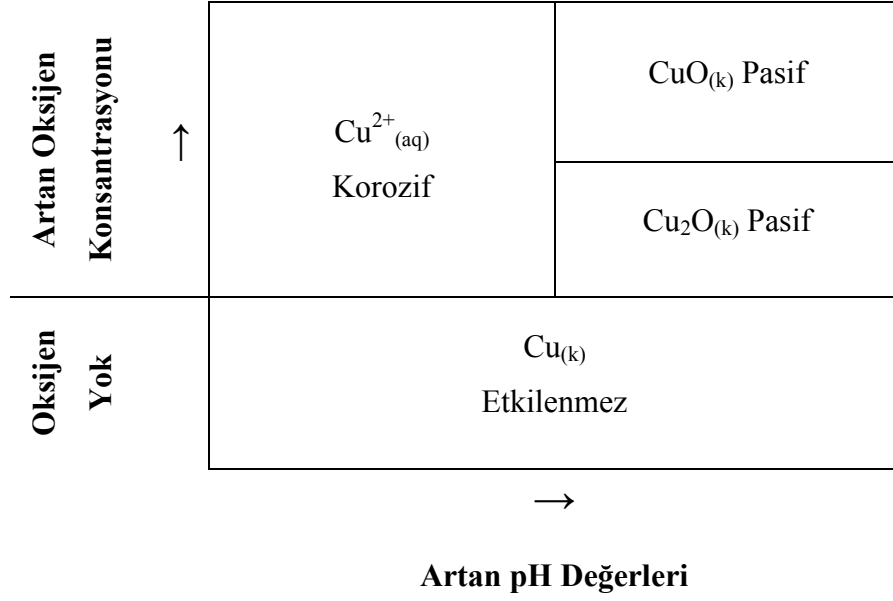 Artan Oksijen
Konsantrasyonu
↑
Cu²⁺(aq)
Korozif
CuO(k) Pasif
Cu₂O(k) Pasif
Oksijen
Yok
Cu(k)
Etkilenmez
→
Artan pH Değerleri